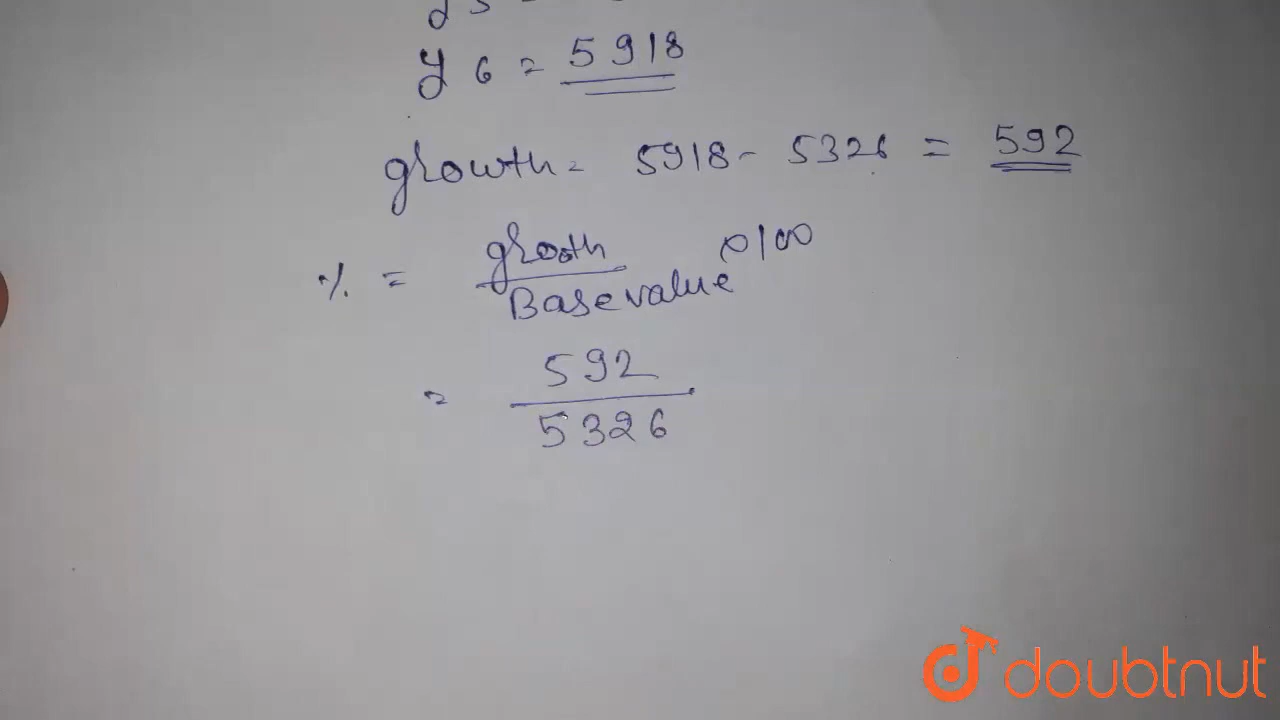 y 6 = 5918
growth = 5918 - 5326 = 592
% = growth / Base value × 100
= 592 / 5326
doubtnut